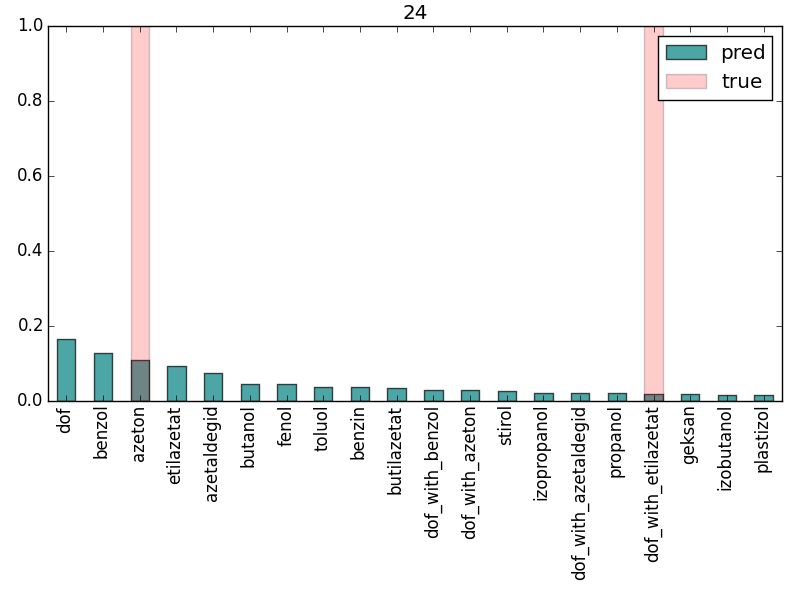 24
1.0
0.8
0.6
0.4
0.2
0.0
pred
true
dof
benzol
azeton
etilazetat
azetaldegid
butanol
fenol
toluol
benzin
butilazetat
dof_with_benzol
dof_with_azeton
stirol
izopropanol
dof_with_azetaldegid
propanol
dof_with_etilazetat
geksan
izobutanol
plastizol